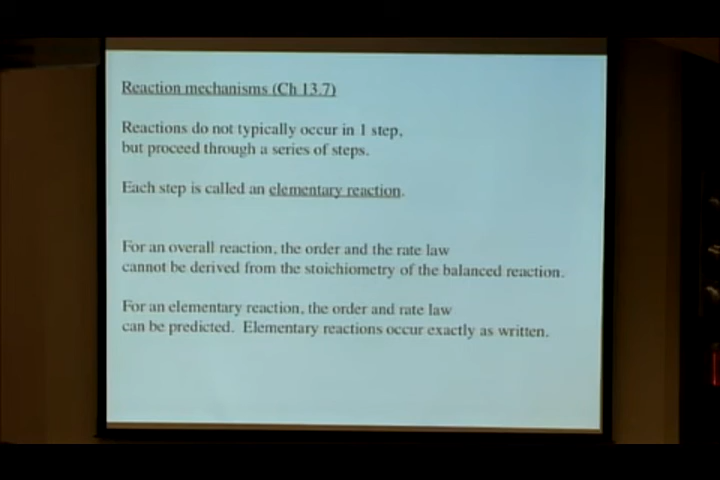 Reaction mechanisms (Ch 13.7)
Reactions do not typically occur in 1 step,
but proceed through a series of steps.
Each step is called an elementary reaction.
For an overall reaction, the order and the rate law
cannot be derived from the stoichiometry of the balanced reaction.
For an elementary reaction, the order and rate law
can be predicted. Elementary reactions occur exactly as written.